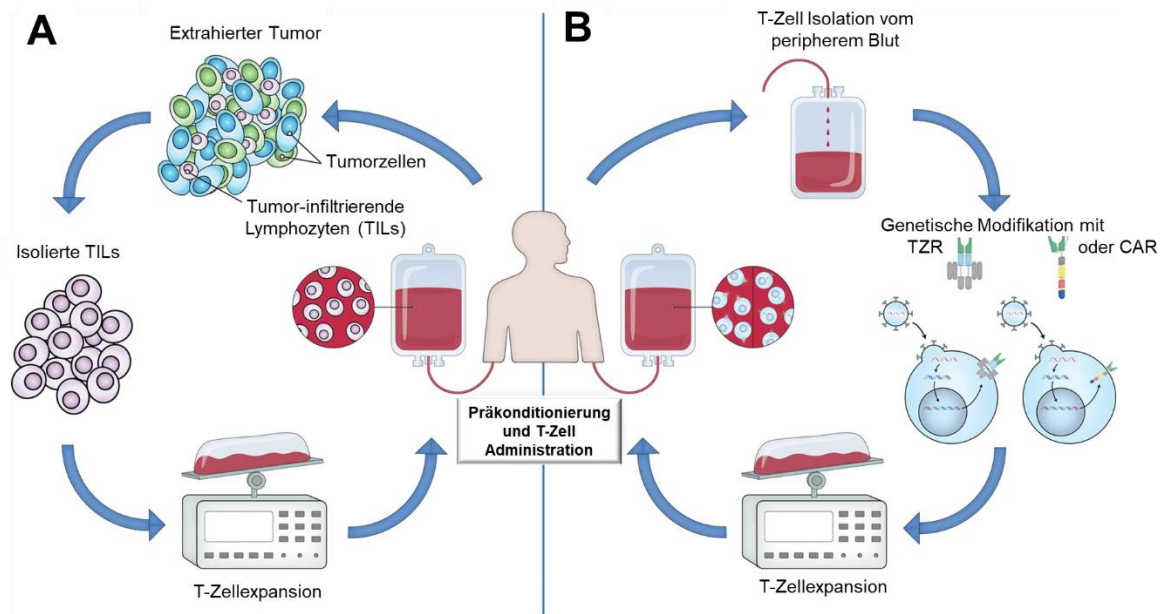 A
Extrahierter Tumor
Tumorzellen
Tumor-infiltrierende
Lymphozyten (TILs)
Isolierte TILs
T-Zellexpansion
Präkonditionierung
und T-Zell
Administration
B
T-Zell Isolation vom
peripherem Blut
Genetische Modifikation mit
TZR
oder CAR
T-Zellexpansion